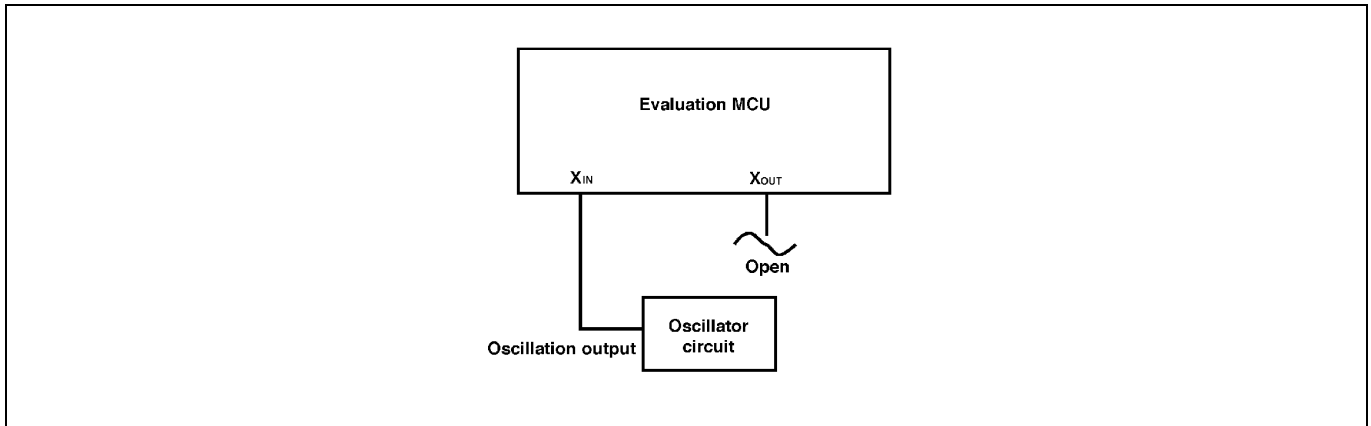 Evaluation MCU
XIN XOUT
Open
Oscillator
circuit
Oscillation output